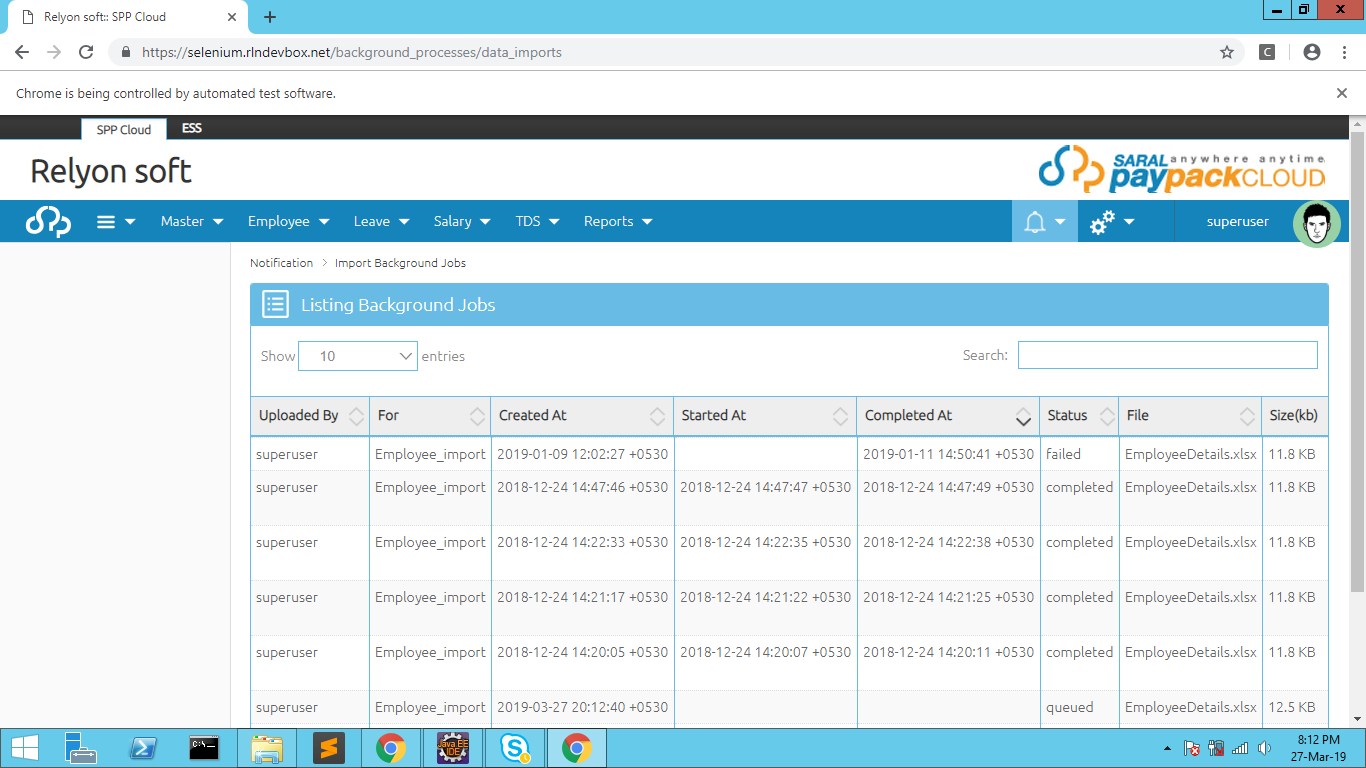 Relyon soft:: SPP Cloud
https://selenium.rlndevbox.net/background_processes/data_imports
C
Chrome is being controlled by automated test software.
SPP Cloud ESS
Relyon soft
SARAL anywhere anytime
paypackCLOUD
Master Employee Leave Salary TDS Reports superuser
Notification > Import Background Jobs
Listing Background Jobs
Show 10 entries Search:
Uploaded By For Created At Started At Completed At Status File Size(kb)
superuser Employee_import 2019-01-09 12:02:27 +0530 2019-01-11 14:50:41 +0530 failed EmployeeDetails.xlsx 11.8 KB
superuser Employee_import 2018-12-24 14:47:46 +0530 2018-12-24 14:47:47 +0530 2018-12-24 14:47:49 +0530 completed EmployeeDetails.xlsx 11.8 KB
superuser Employee_import 2018-12-24 14:22:33 +0530 2018-12-24 14:22:35 +0530 2018-12-24 14:22:38 +0530 completed EmployeeDetails.xlsx 11.8 KB
superuser Employee_import 2018-12-24 14:21:17 +0530 2018-12-24 14:21:22 +0530 2018-12-24 14:21:25 +0530 completed EmployeeDetails.xlsx 11.8 KB
superuser Employee_import 2018-12-24 14:20:05 +0530 2018-12-24 14:20:07 +0530 2018-12-24 14:20:11 +0530 completed EmployeeDetails.xlsx 11.8 KB
superuser Employee_import 2019-03-27 20:12:40 +0530 queued EmployeeDetails.xlsx 12.5 KB
Java EE
IDE
8:12 PM
27-Mar-19